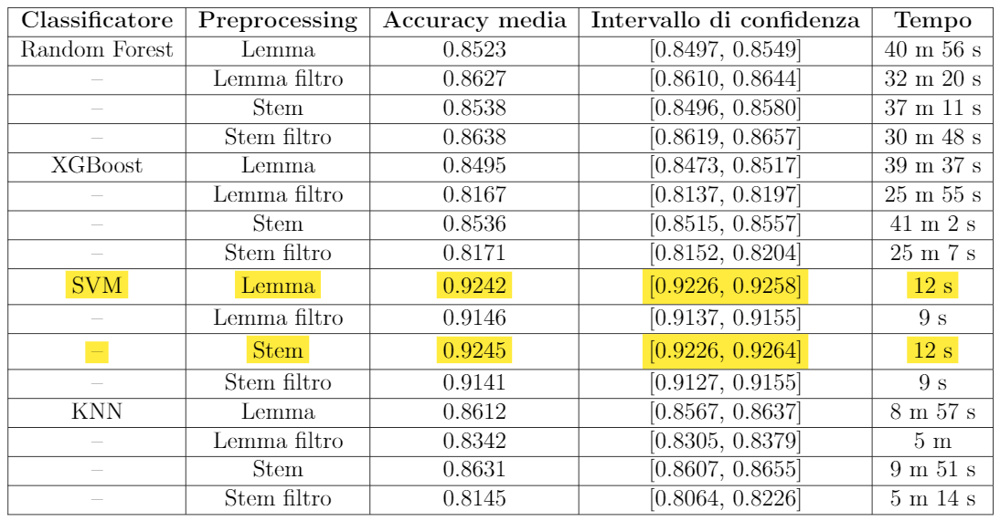 Classificatore Preprocessing Accuracy media Intervallo di confidenza Tempo
Random Forest Lemma 0.8523 [0.8497, 0.8549] 40 m 56 s
– Lemma filtro 0.8627 [0.8610, 0.8644] 32 m 20 s
– Stem 0.8538 [0.8496, 0.8580] 37 m 11 s
– Stem filtro 0.8638 [0.8619, 0.8657] 30 m 48 s
XGBoost Lemma 0.8495 [0.8473, 0.8517] 39 m 37 s
– Lemma filtro 0.8167 [0.8137, 0.8197] 25 m 55 s
– Stem 0.8536 [0.8515, 0.8557] 41 m 2 s
– Stem filtro 0.8171 [0.8152, 0.8204] 25 m 7 s
SVM Lemma 0.9242 [0.9226, 0.9258] 12 s
– Lemma filtro 0.9146 [0.9137, 0.9155] 9 s
– Stem 0.9245 [0.9226, 0.9264] 12 s
– Stem filtro 0.9141 [0.9127, 0.9155] 9 s
KNN Lemma 0.8612 [0.8567, 0.8637] 8 m 57 s
– Lemma filtro 0.8342 [0.8305, 0.8379] 5 m
– Stem 0.8631 [0.8607, 0.8655] 9 m 51 s
– Stem filtro 0.8145 [0.8064, 0.8226] 5 m 14 s